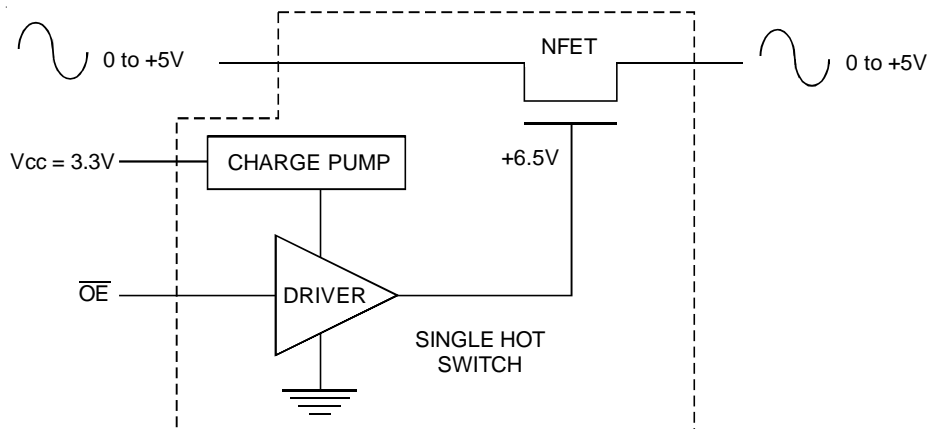 NFET
0 to +5V
0 to +5V
+6.5V
Vcc = 3.3V
CHARGE PUMP
OE
DRIVER
SINGLE HOT
SWITCH